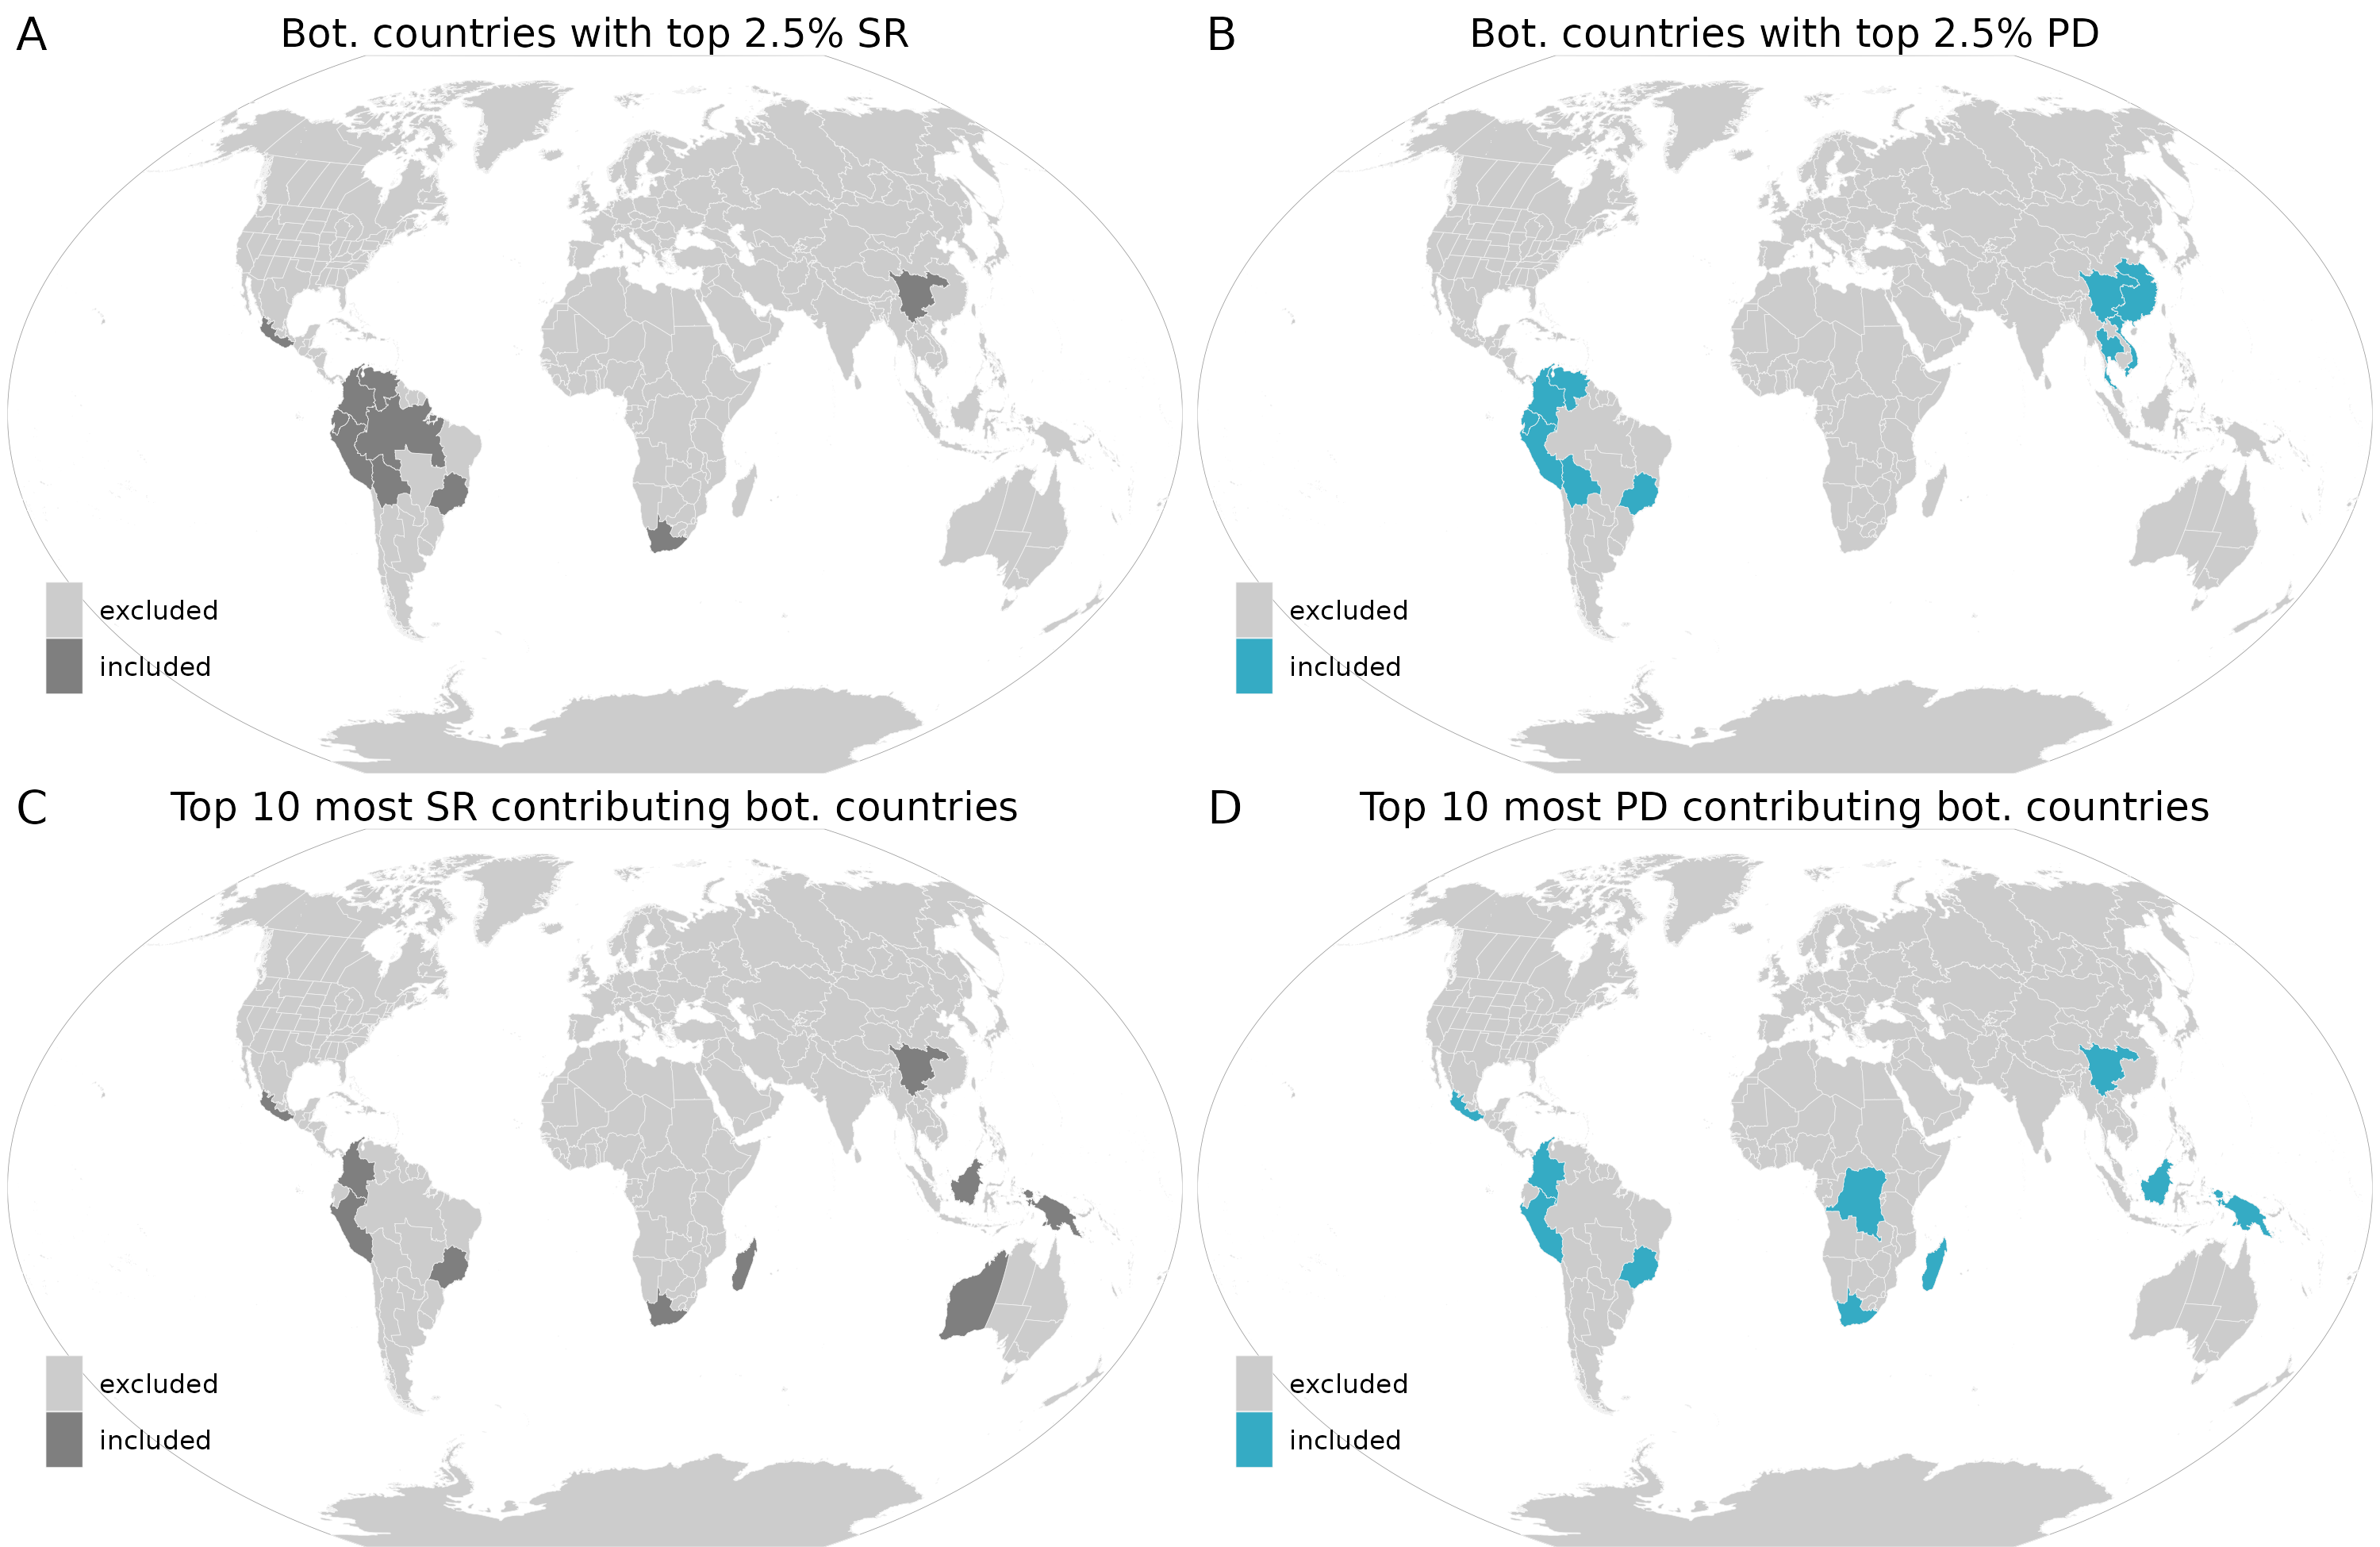 A
Bot. countries with top 2.5% SR
excluded
included
B
Bot. countries with top 2.5% PD
excluded
included
C
Top 10 most SR contributing bot. countries
excluded
included
D
Top 10 most PD contributing bot. countries
excluded
included